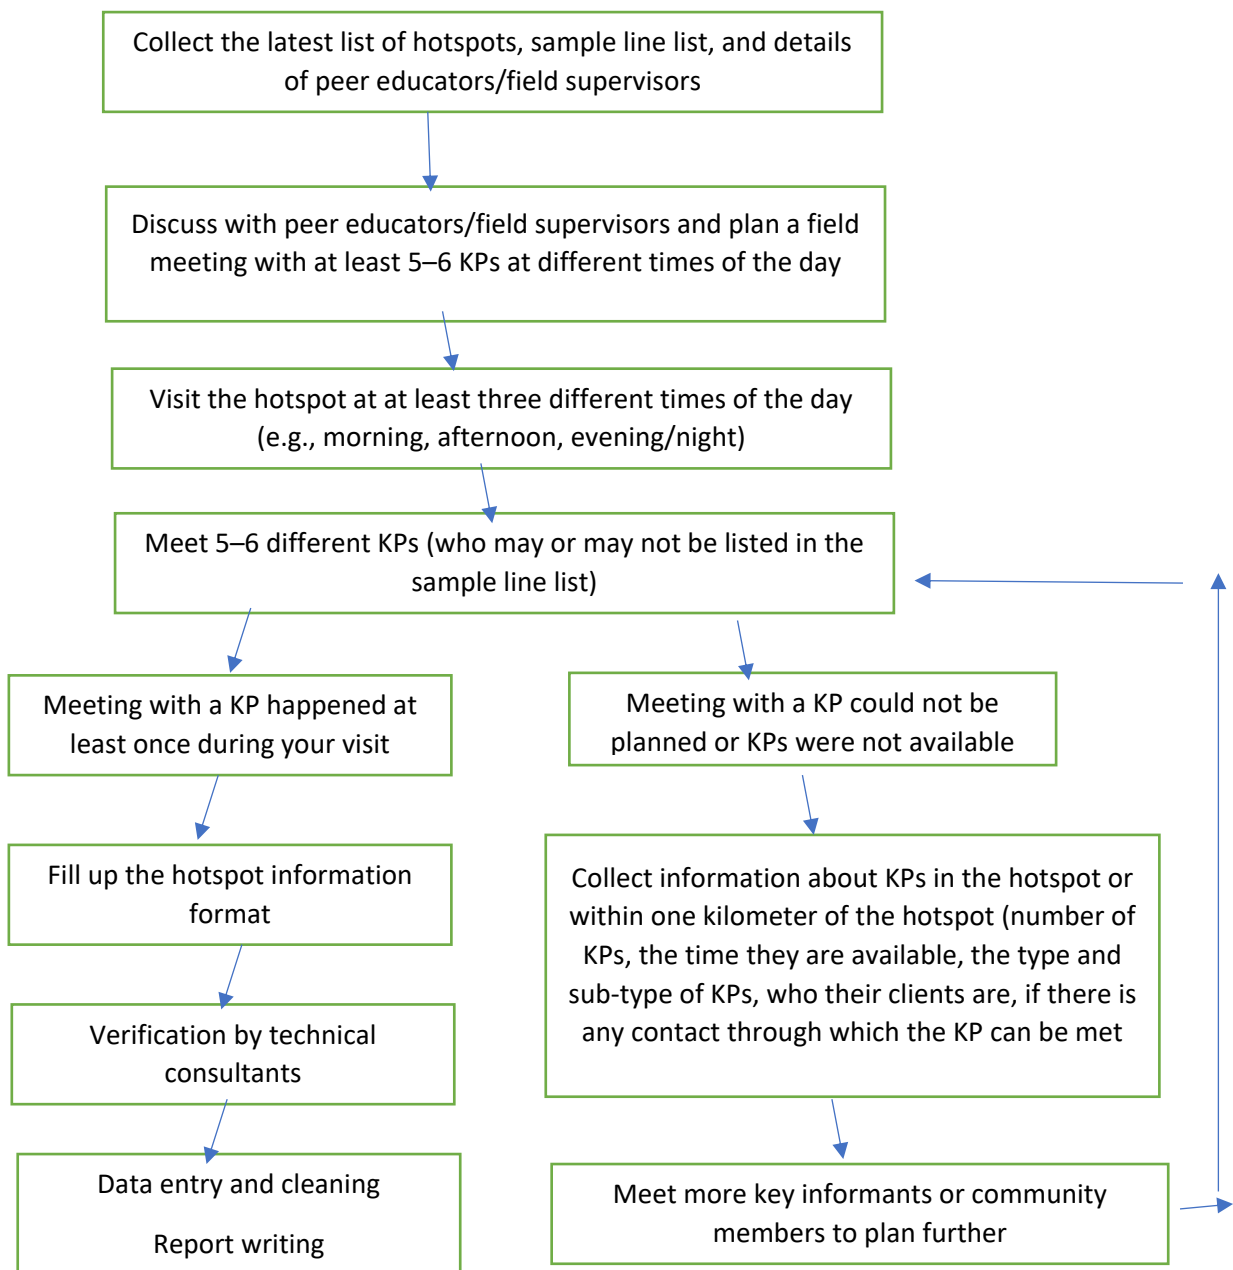 Collect the latest list of hotspots, sample line list, and details
of peer educators/field supervisors
Discuss with peer educators/field supervisors and plan a field
meeting with at least 5–6 KPs at different times of the day
Visit the hotspot at at least three different times of the day
(e.g., morning, afternoon, evening/night)
Meet 5–6 different KPs (who may or may not be listed in the
sample line list)
Meeting with a KP happened at
least once during your visit
Fill up the hotspot information
format
Verification by technical
consultants
Data entry and cleaning
Report writing
Meeting with a KP could not be
planned or KPs were not available
Collect information about KPs in the hotspot or
within one kilometer of the hotspot (number of
KPs, the time they are available, the type and
sub-type of KPs, who their clients are, if there is
any contact through which the KP can be met
Meet more key informants or community
members to plan further